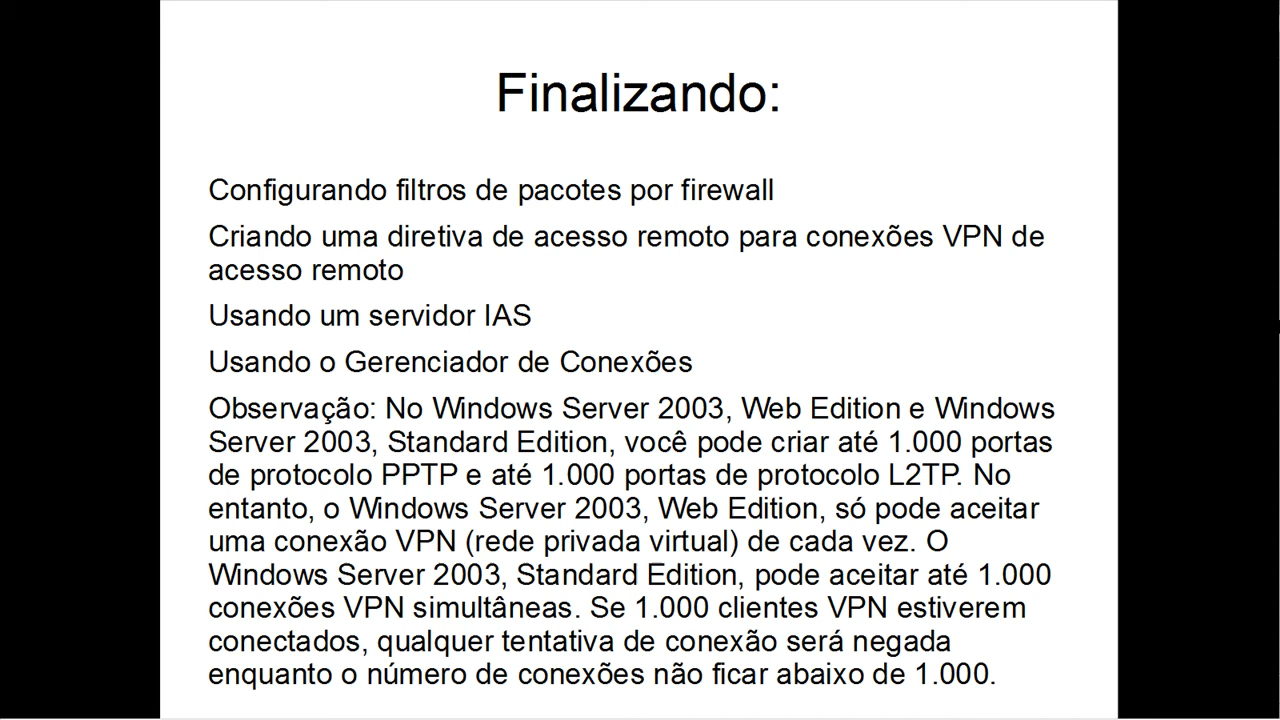 Finalizando:
Configurando filtros de pacotes por firewall
Criando uma diretiva de acesso remoto para conexões VPN de
acesso remoto
Usando um servidor IAS
Usando o Gerenciador de Conexões
Observação: No Windows Server 2003, Web Edition e Windows
Server 2003, Standard Edition, você pode criar até 1.000 portas
de protocolo PPTP e até 1.000 portas de protocolo L2TP. No
entanto, o Windows Server 2003, Web Edition, só pode aceitar
uma conexão VPN (rede privada virtual) de cada vez. O
Windows Server 2003, Standard Edition, pode aceitar até 1.000
conexões VPN simultâneas. Se 1.000 clientes VPN estiverem
conectados, qualquer tentativa de conexão será negada
enquanto o número de conexões não ficar abaixo de 1.000.